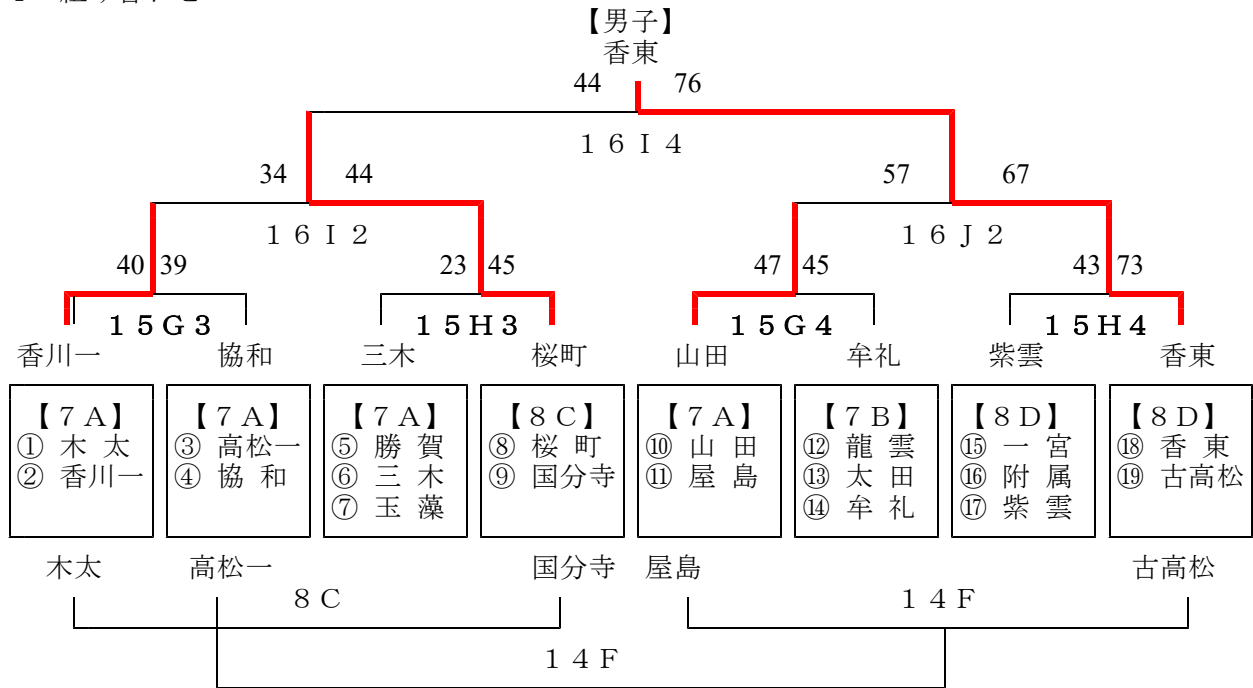 【男子】
香東
44 76
１６Ｉ４
34 44 57 67
１６Ｉ２ １６Ｊ２
40 39 23 45 47 45 43 73
１５Ｇ３ １５Ｈ３ １５Ｇ４ １５Ｈ４
香川一 協和 三木 桜町 山田 牟礼 紫雲 香東
【７Ａ】 【７Ａ】 【７Ａ】 【８Ｃ】 【７Ａ】 【７Ｂ】 【８Ｄ】 【８Ｄ】
① 木 太 ③ 高松一 ⑤ 勝 賀 ⑧ 桜 町 ⑩ 山 田 ⑫ 龍 雲 ⑮ 一 宮 ⑱ 香 東
② 香川一 ④ 協 和 ⑥ 三 木 ⑨ 国分寺 ⑪ 屋 島 ⑬ 太 田 ⑯ 附 属 ⑲ 古高松
⑦ 玉 藻 ⑭ 牟 礼 ⑰ 紫 雲
木太 高松一 国分寺 屋島 古高松
８Ｃ １４Ｆ
１４Ｆ